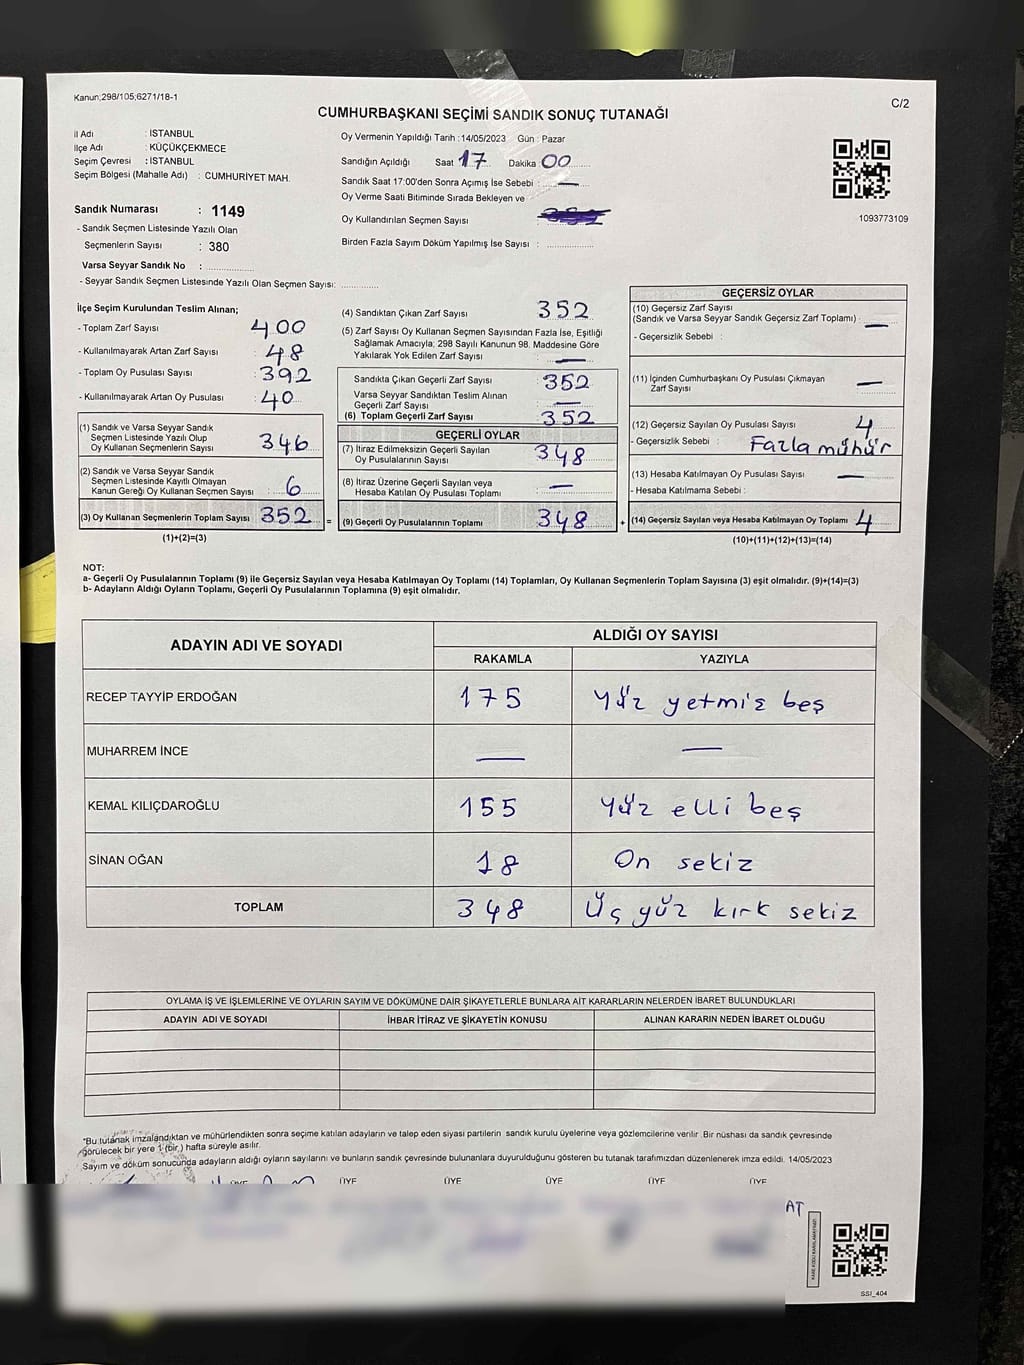 Kanun;298/105;6271/18-1
C/2
CUMHURBAŞKANI SEÇİMİ SANDIK SONUÇ TUTANAĞI
İl Adı : İSTANBUL
İlçe Adı : KÜÇÜKÇEKMECE
Seçim Çevresi : İSTANBUL
Seçim Bölgesi (Mahalle Adı) : CUMHURİYET MAH.
Sandık Numarası : 1149
- Sandık Seçmen Listesinde Yazılı Olan
Seçmenlerin Sayısı : 380
Varsa Seyyar Sandık No :
- Seyyar Sandık Seçmen Listesinde Yazılı Olan Seçmen Sayısı:
Oy Vermenin Yapıldığı Tarih : 14/05/2023 Gün : Pazar
Sandığın Açıldığı Saat 17 Dakika : 00
Sandık Saat 17:00'den Sonra Açımış İse Sebebi : —
Oy Verme Saati Bitiminde Sırada Bekleyen ve
Oy Kullandırılan Seçmen Sayısı :
Birden Fazla Sayım Döküm Yapılmış İse Sayısı :
1093773109
İlçe Seçim Kurulundan Teslim Alınan;
- Toplam Zarf Sayısı : 400
- Kullanılmayarak Artan Zarf Sayısı : 48
- Toplam Oy Pusulası Sayısı : 392
- Kullanılmayarak Artan Oy Pusulası : 40
(1) Sandık ve Varsa Seyyar Sandık
Seçmen Listesinde Yazılı Olup
Oy Kullanan Seçmenlerin Sayısı : 346
(2) Sandık ve Varsa Seyyar Sandık
Seçmen Listesinde Kayıtlı Olmayan
Kanun Gereği Oy Kullanan Seçmen Sayısı : 6
(3) Oy Kullanan Seçmenlerin Toplam Sayısı : 352 =
(1)+(2)=(3)
(4) Sandıktan Çıkan Zarf Sayısı : 352
(5) Zarf Sayısı Oy Kullanan Seçmen Sayısından Fazla İse, Eşitliği
Sağlamak Amacıyla; 298 Sayılı Kanunun 98. Maddesine Göre
Yakılarak Yok Edilen Zarf Sayısı : —
Sandıkta Çıkan Geçerli Zarf Sayısı : 352
Varsa Seyyar Sandıktan Teslim Alınan
Geçerli Zarf Sayısı : —
(6) Toplam Geçerli Zarf Sayısı : 352
GEÇERLİ OYLAR
(7) İtiraz Edilmeksizin Geçerli Sayılan
Oy Pusulalarının Sayısı : 348
(8) İtiraz Üzerine Geçerli Sayılan veya
Hesaba Katılan Oy Pusulası Toplamı : —
(9) Geçerli Oy Pusulalarının Toplamı : 348 +
GEÇERSİZ OYLAR
(10) Geçersiz Zarf Sayısı
(Sandık ve Varsa Seyyar Sandık Geçersiz Zarf Toplamı) : —
- Geçersizlik Sebebi :
(11) İçinden Cumhurbaşkanı Oy Pusulası Çıkmayan
Zarf Sayısı : —
(12) Geçersiz Sayılan Oy Pusulası Sayısı : 4
- Geçersizlik Sebebi : Fazla mühür
(13) Hesaba Katılmayan Oy Pusulası Sayısı : —
- Hesaba Katılmama Sebebi :
(14) Geçersiz Sayılan veya Hesaba Katılmayan Oy Toplamı : 4
(10)+(11)+(12)+(13)=(14)
NOT:
a- Geçerli Oy Pusulalarının Toplamı (9) ile Geçersiz Sayılan veya Hesaba Katılmayan Oy Toplamı (14) Toplamları, Oy Kullanan Seçmenlerin Toplam Sayısına (3) eşit olmalıdır. (9)+(14)=(3)
b- Adayların Aldığı Oyların Toplamı, Geçerli Oy Pusulalarının Toplamına (9) eşit olmalıdır.
ADAYIN ADI VE SOYADI
ALDIĞI OY SAYISI
RAKAMLA YAZIYLA
RECEP TAYYİP ERDOĞAN 175 Yüz yetmiş beş
MUHARREM İNCE — —
KEMAL KILIÇDAROĞLU 155 Yüz elli beş
SİNAN OĞAN 18 On sekiz
TOPLAM 348 Üç yüz kırk sekiz
OYLAMA İŞ VE İŞLEMLERİNE VE OYLARIN SAYIM VE DÖKÜMÜNE DAİR ŞİKAYETLERLE BUNLARA AİT KARARLARIN NELERDEN İBARET BULUNDUKLARI
ADAYIN ADI VE SOYADI İHBAR İTİRAZ VE ŞİKAYETİN KONUSU ALINAN KARARIN NEDEN İBARET OLDUĞU
*Bu tutanak imzalandıktan ve mühürlendikten sonra seçime katılan adayların ve talep eden siyasi partilerin sandık kurulu üyelerine veya gözlemcilerine verilir. Bir nüshası da sandık çevresinde
görülecek bir yere 1 (bir) hafta süreyle asılır.
Sayım ve döküm sonucunda adayların aldığı oyların sayılarını ve bunların sandık çevresinde bulunanlara duyurulduğunu gösteren bu tutanak tarafımızdan düzenlenerek imza edildi. 14/05/2023
ÜYE ÜYE ÜYE ÜYE ÜYE ÜYE
AT
SSI_404